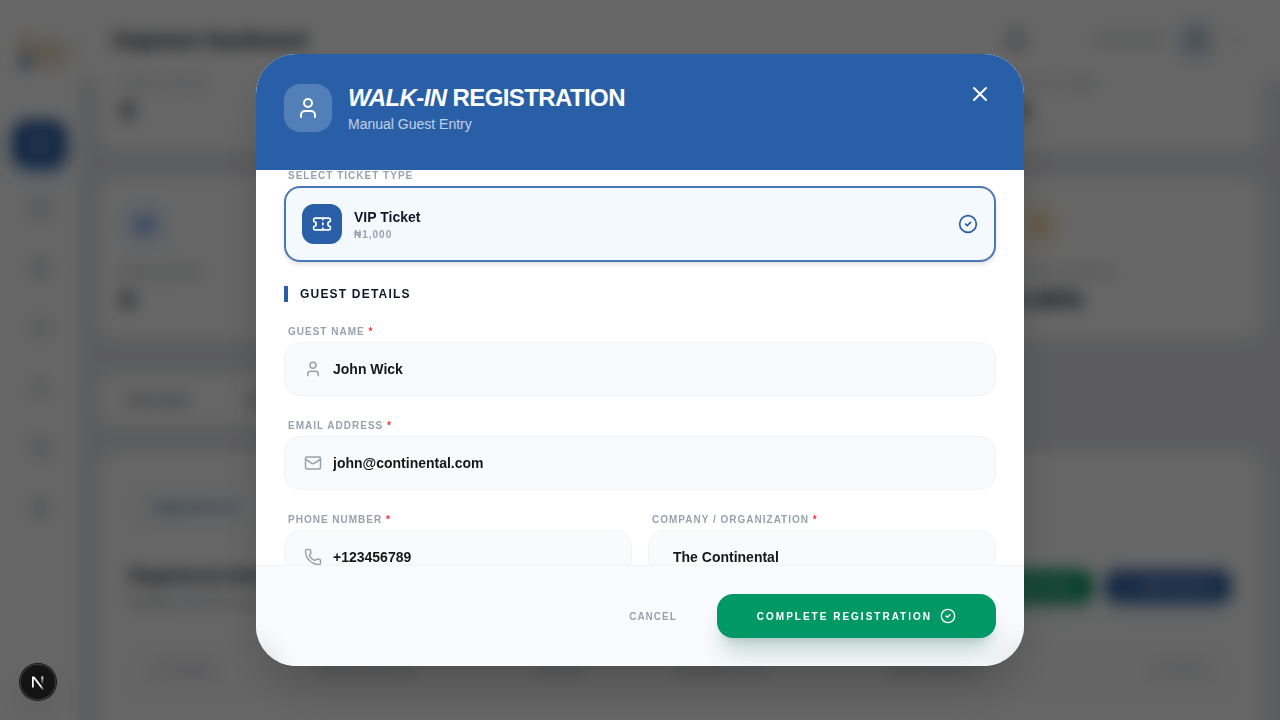 WALK-IN REGISTRATION
Manual Guest Entry
SELECT TICKET TYPE
VIP Ticket
₦1,000
GUEST DETAILS
GUEST NAME *
John Wick
EMAIL ADDRESS *
john@continental.com
PHONE NUMBER *
COMPANY / ORGANIZATION *
+123456789
The Continental
CANCEL
COMPLETE REGISTRATION
N